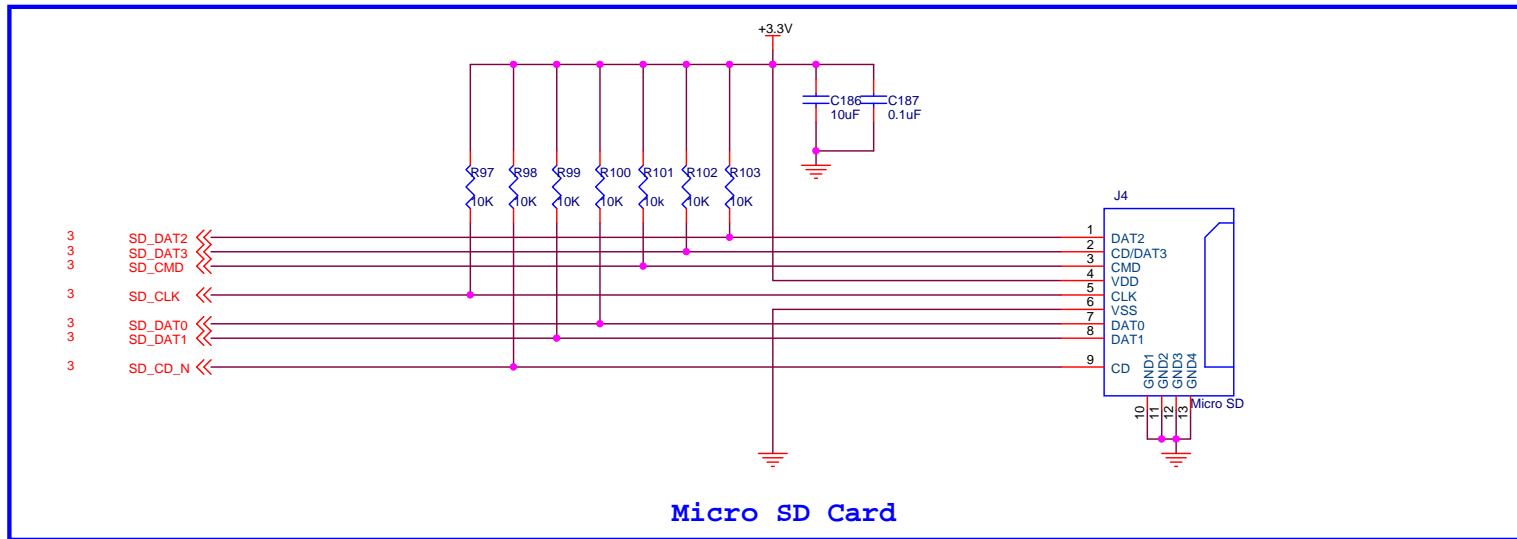 +3.3V
C186 C187
10uF 0.1uF
R97 R98 R99 R100 R101 R102 R103
10K 10K 10K 10K 10k 10K 10K
J4
3 SD_DAT2 1 DAT2
3 SD_DAT3 2 CD/DAT3
3 SD_CMD 3 CMD
4 VDD
3 SD_CLK 5 CLK
6 VSS
3 SD_DAT0 7 DAT0
3 SD_DAT1 8 DAT1
3 SD_CD_N 9 CD
GND1 GND2 GND3 GND4
Micro SD
10 11 12 13
Micro SD Card